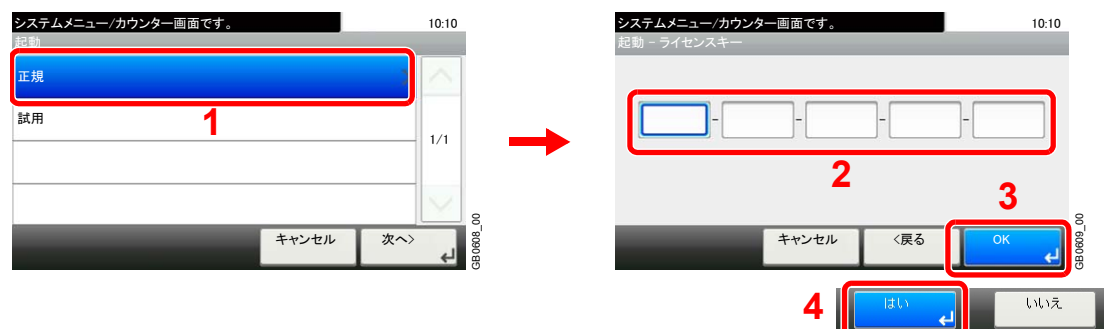 システムメニュー/カウンター画面です。 10:10
起動
正規
試用
1
1/1
キャンセル 次へ>
GB0608_00
システムメニュー/カウンター画面です。 10:10
起動 - ライセンスキー
- - - -
2
3
キャンセル <戻る OK
GB0609_00
4
はい いいえ